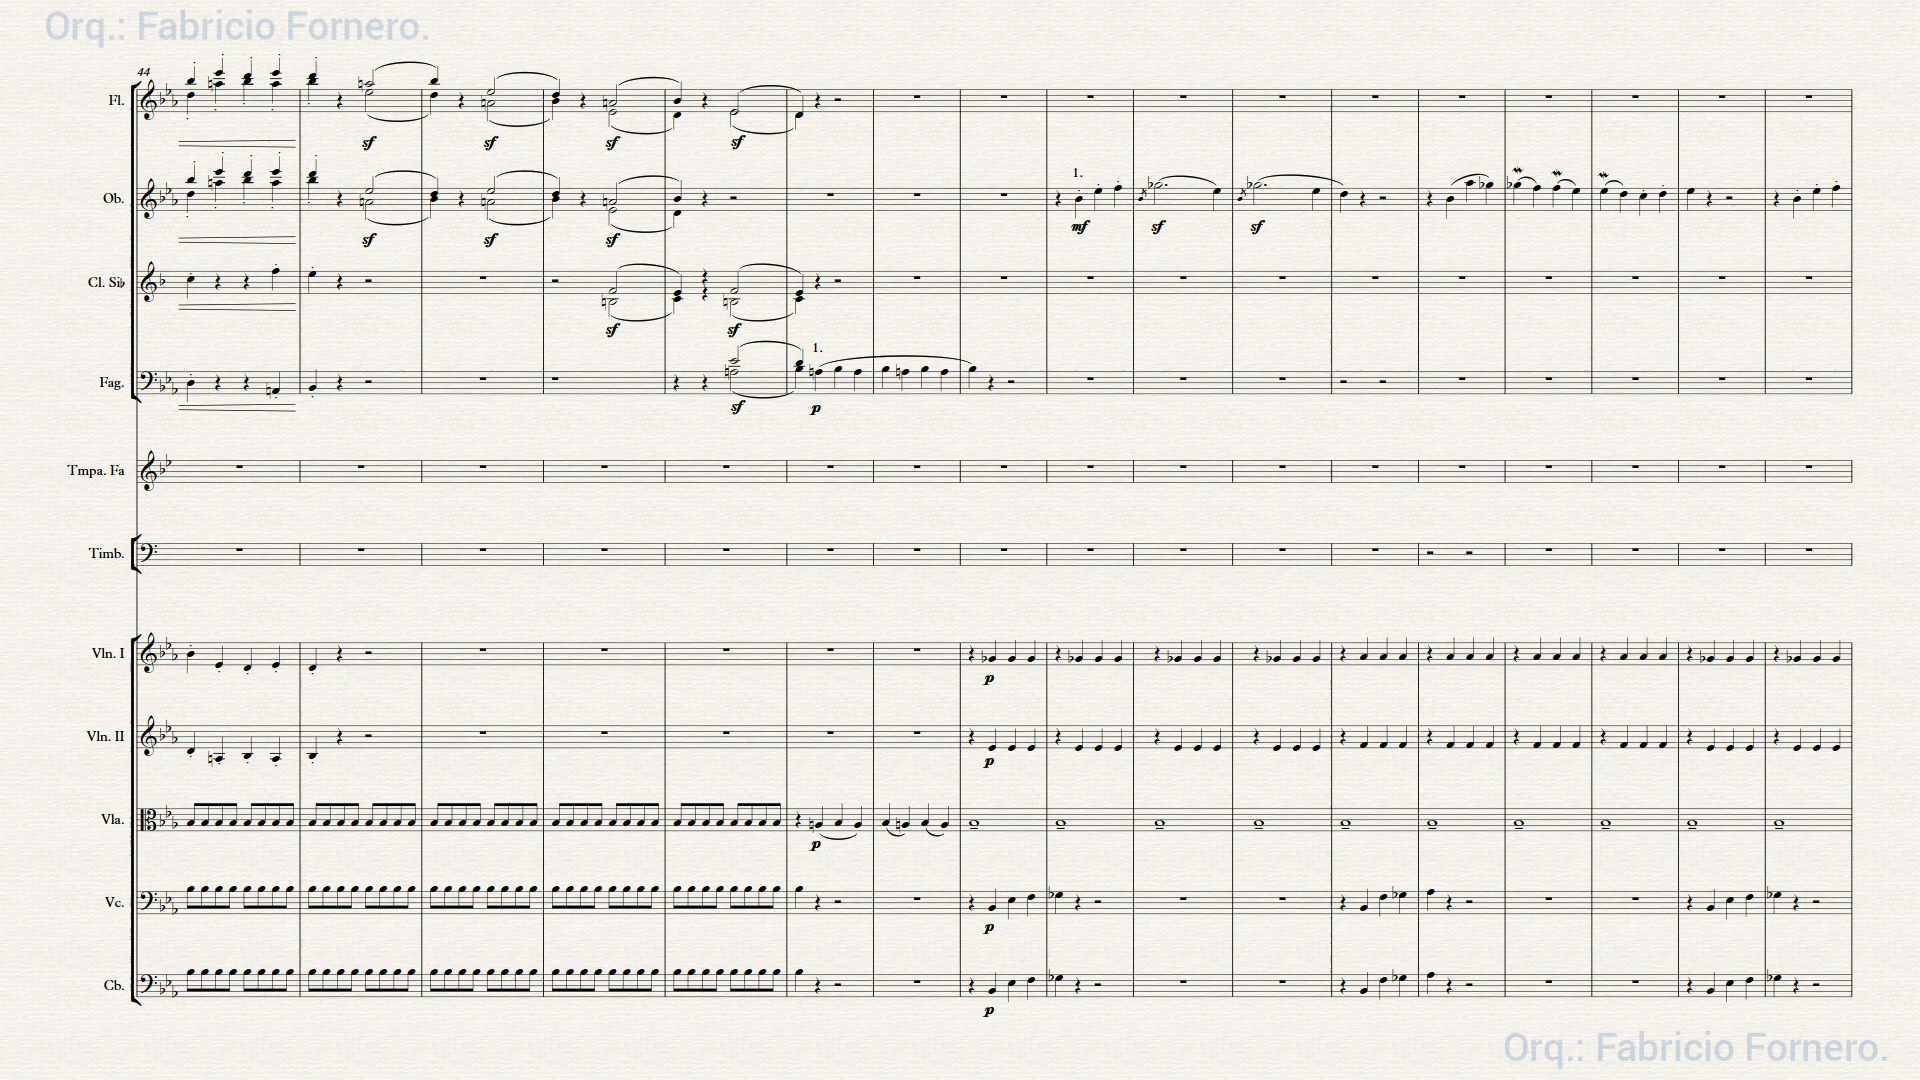 Orq.: Fabricio Fornero.
44
Fl.
sf sf sf sf
Ob.
1.
sf sf sf mf sf sf
Cl. Si♭
sf sf
1.
Fag.
sf p
Tmpa. Fa
Timb.
Vln. I
p
Vln. II
p
Vla.
p
Vc.
p
Cb.
p
Orq.: Fabricio Fornero.